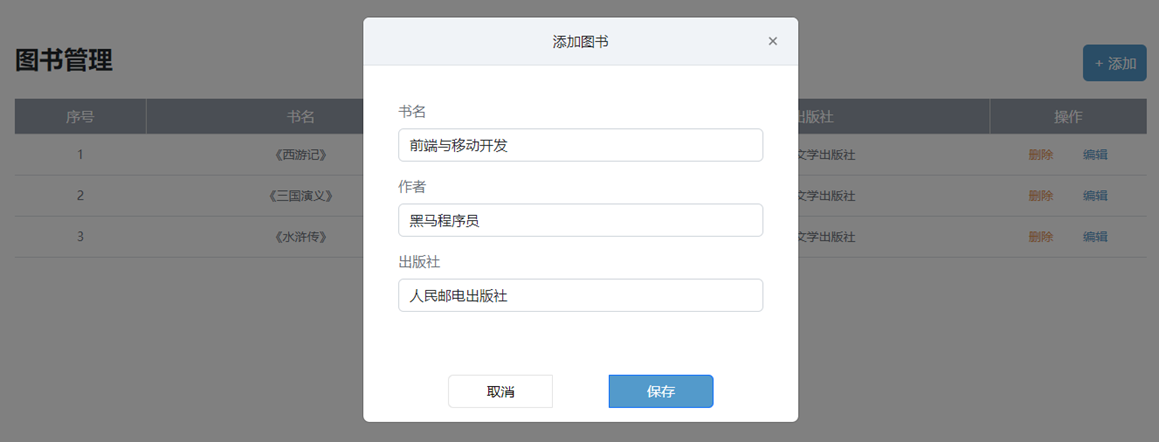 添加图书 ×
图书管理
+ 添加
序号 书名 出版社 操作
书名
前端与移动开发
1 《西游记》 文学出版社 删除 编辑
作者
2 《三国演义》 文学出版社 删除 编辑
黑马程序员
3 《水浒传》 文学出版社 删除 编辑
出版社
人民邮电出版社
取消 保存